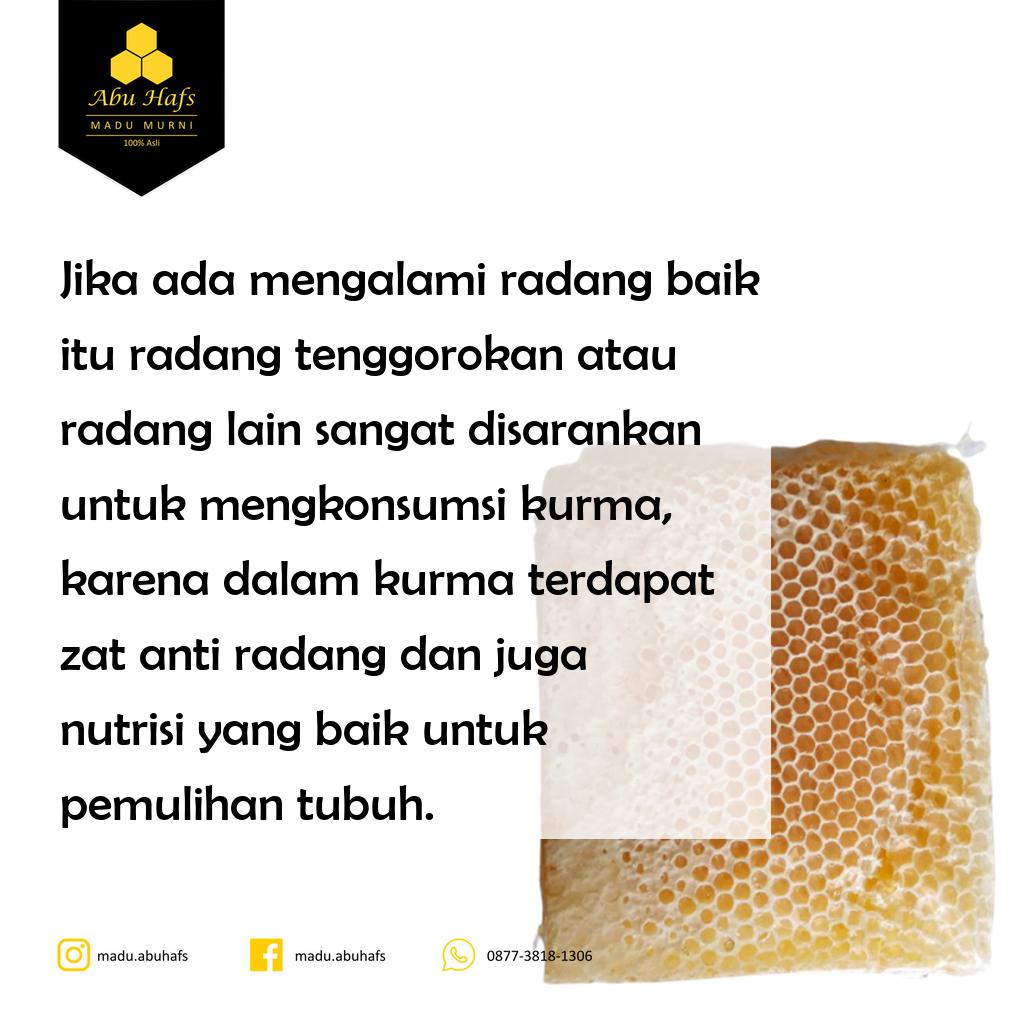 Abu Hafs
MADU MURNI
100% Asli
Jika ada mengalami radang baik
itu radang tenggorokan atau
radang lain sangat disarankan
untuk mengkonsumsi kurma,
karena dalam kurma terdapat
zat anti radang dan juga
nutrisi yang baik untuk
pemulihan tubuh.
madu.abuhafs
madu.abuhafs
0877-3818-1306